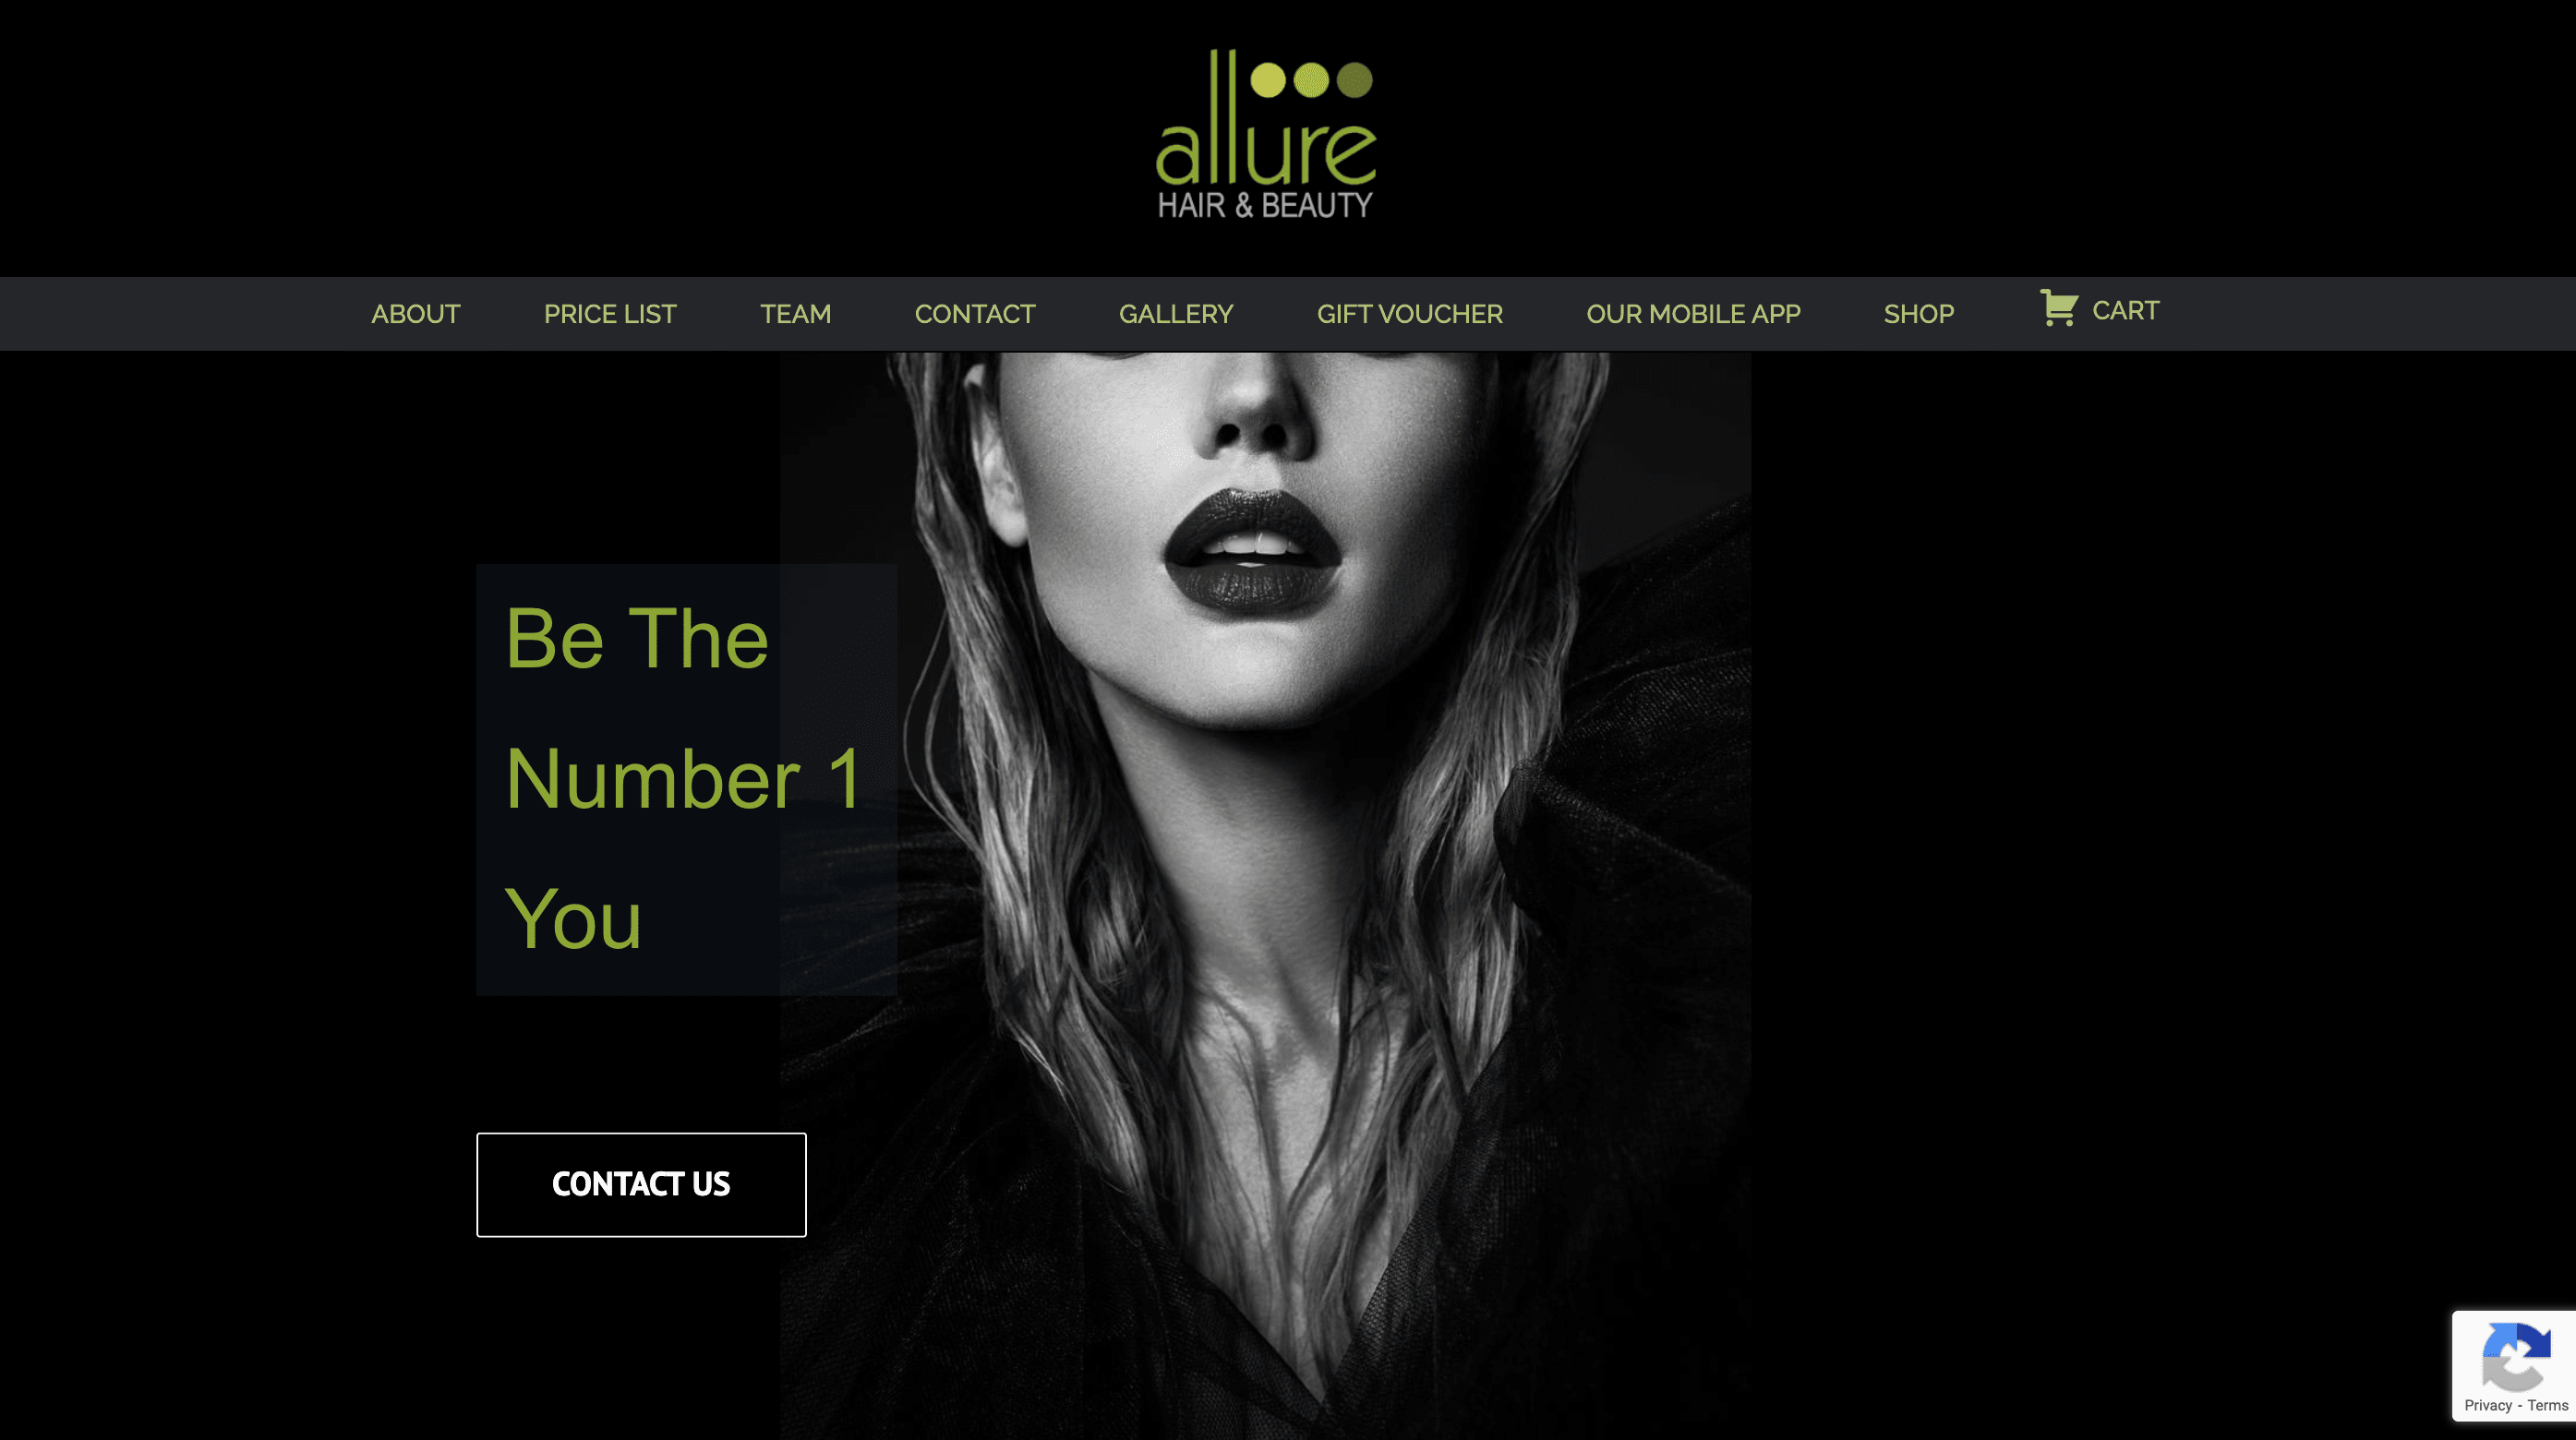 allure
HAIR & BEAUTY
ABOUT PRICE LIST TEAM CONTACT GALLERY GIFT VOUCHER OUR MOBILE APP SHOP CART
Be The
Number 1
You
CONTACT US
Privacy - Terms